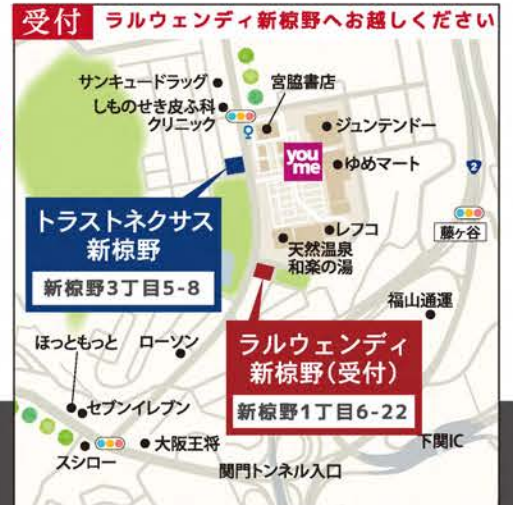 受付 ラルウェンディ新椋野へお越しください
サンキュードラッグ
宮脇書店
しものせき皮ふ科
クリニック
ジュンテンドー
you
me
ゆめマート
2
トラストネクサス
新椋野
新椋野3丁目5-8
レフコ
天然温泉
和楽の湯
藤ヶ谷
福山通運
ほっともっと
ローソン
ラルウェンディ
新椋野(受付)
新椋野1丁目6-22
セブンイレブン
大阪王将
スシロー
下関IC
関門トンネル入口